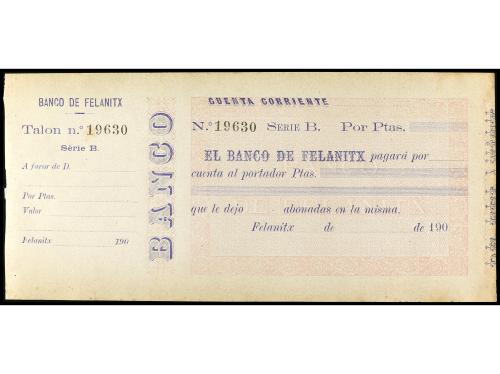 BANCO DE FELANITX
Talon n.º 19630
Sèrie B.
A favor de D.
Por Ptas.
Valor
Felanitx 190
BANCO
CUENTA CORRIENTE
N.º 19630 SERIE B. Por Ptas.
EL BANCO DE FELANITX pagará por
cuenta al portador Ptas.
que le dejo abonadas en la misma.
Felanitx de de 190